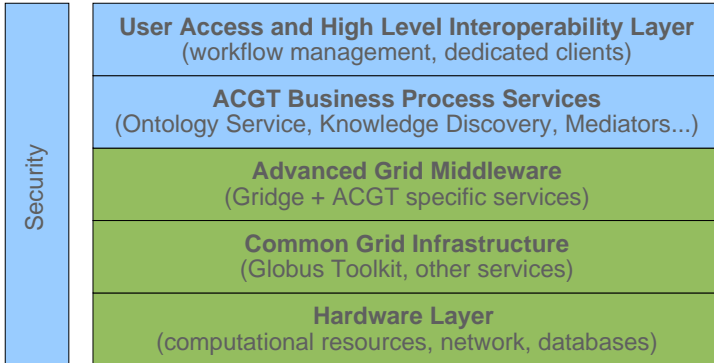 Security
User Access and High Level Interoperability Layer
(workflow management, dedicated clients)
ACGT Business Process Services
(Ontology Service, Knowledge Discovery, Mediators...)
Advanced Grid Middleware
(Gridge + ACGT specific services)
Common Grid Infrastructure
(Globus Toolkit, other services)
Hardware Layer
(computational resources, network, databases)